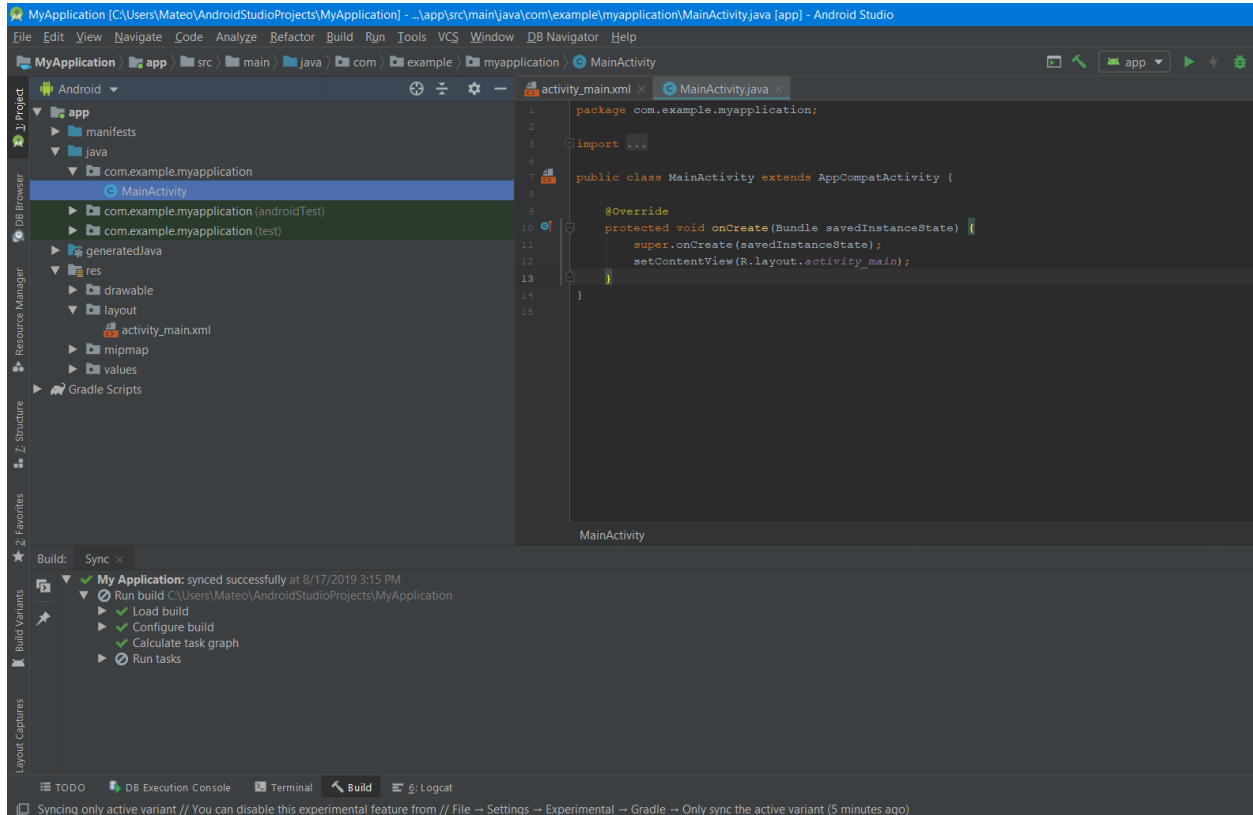 MyApplication [C:\Users\Mateo\AndroidStudioProjects\MyApplication] - ...\app\src\main\java\com\example\myapplication\MainActivity.java [app] - Android Studio
File Edit View Navigate Code Analyze Refactor Build Run Tools VCS Window DB Navigator Help
MyApplication app src main java com example myapplication MainActivity
app
1: Project
DB Browser
Resource Manager
7: Structure
2: Favorites
Build Variants
Layout Captures
Android
app
manifests
java
com.example.myapplication
MainActivity
com.example.myapplication (androidTest)
com.example.myapplication (test)
generatedJava
res
drawable
layout
activity_main.xml
mipmap
values
Gradle Scripts
activity_main.xml MainActivity.java
1 package com.example.myapplication;
2
3 import ...
6
7 public class MainActivity extends AppCompatActivity {
8
9 @Override
10 protected void onCreate(Bundle savedInstanceState) {
11 super.onCreate(savedInstanceState);
12 setContentView(R.layout.activity_main);
13 }
14 }
15
MainActivity
Build: Sync
My Application: synced successfully at 8/17/2019 3:15 PM
Run build C:\Users\Mateo\AndroidStudioProjects\MyApplication
Load build
Configure build
Calculate task graph
Run tasks
TODO DB Execution Console Terminal Build 6: Logcat
Syncing only active variant // You can disable this experimental feature from // File → Settings → Experimental → Gradle → Only sync the active variant (5 minutes ago)